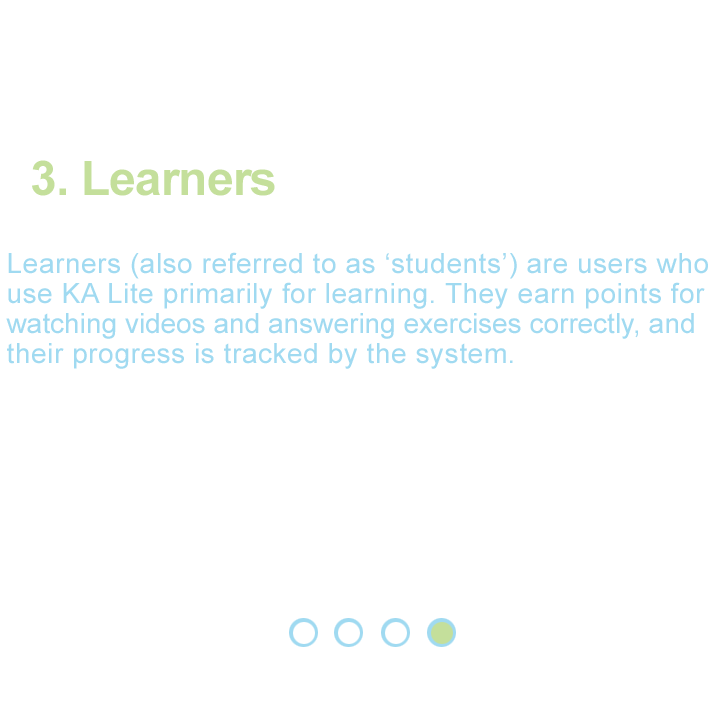 3. Learners
Learners (also referred to as ‘students’) are users who
use KA Lite primarily for learning. They earn points for
watching videos and answering exercises correctly, and
their progress is tracked by the system.